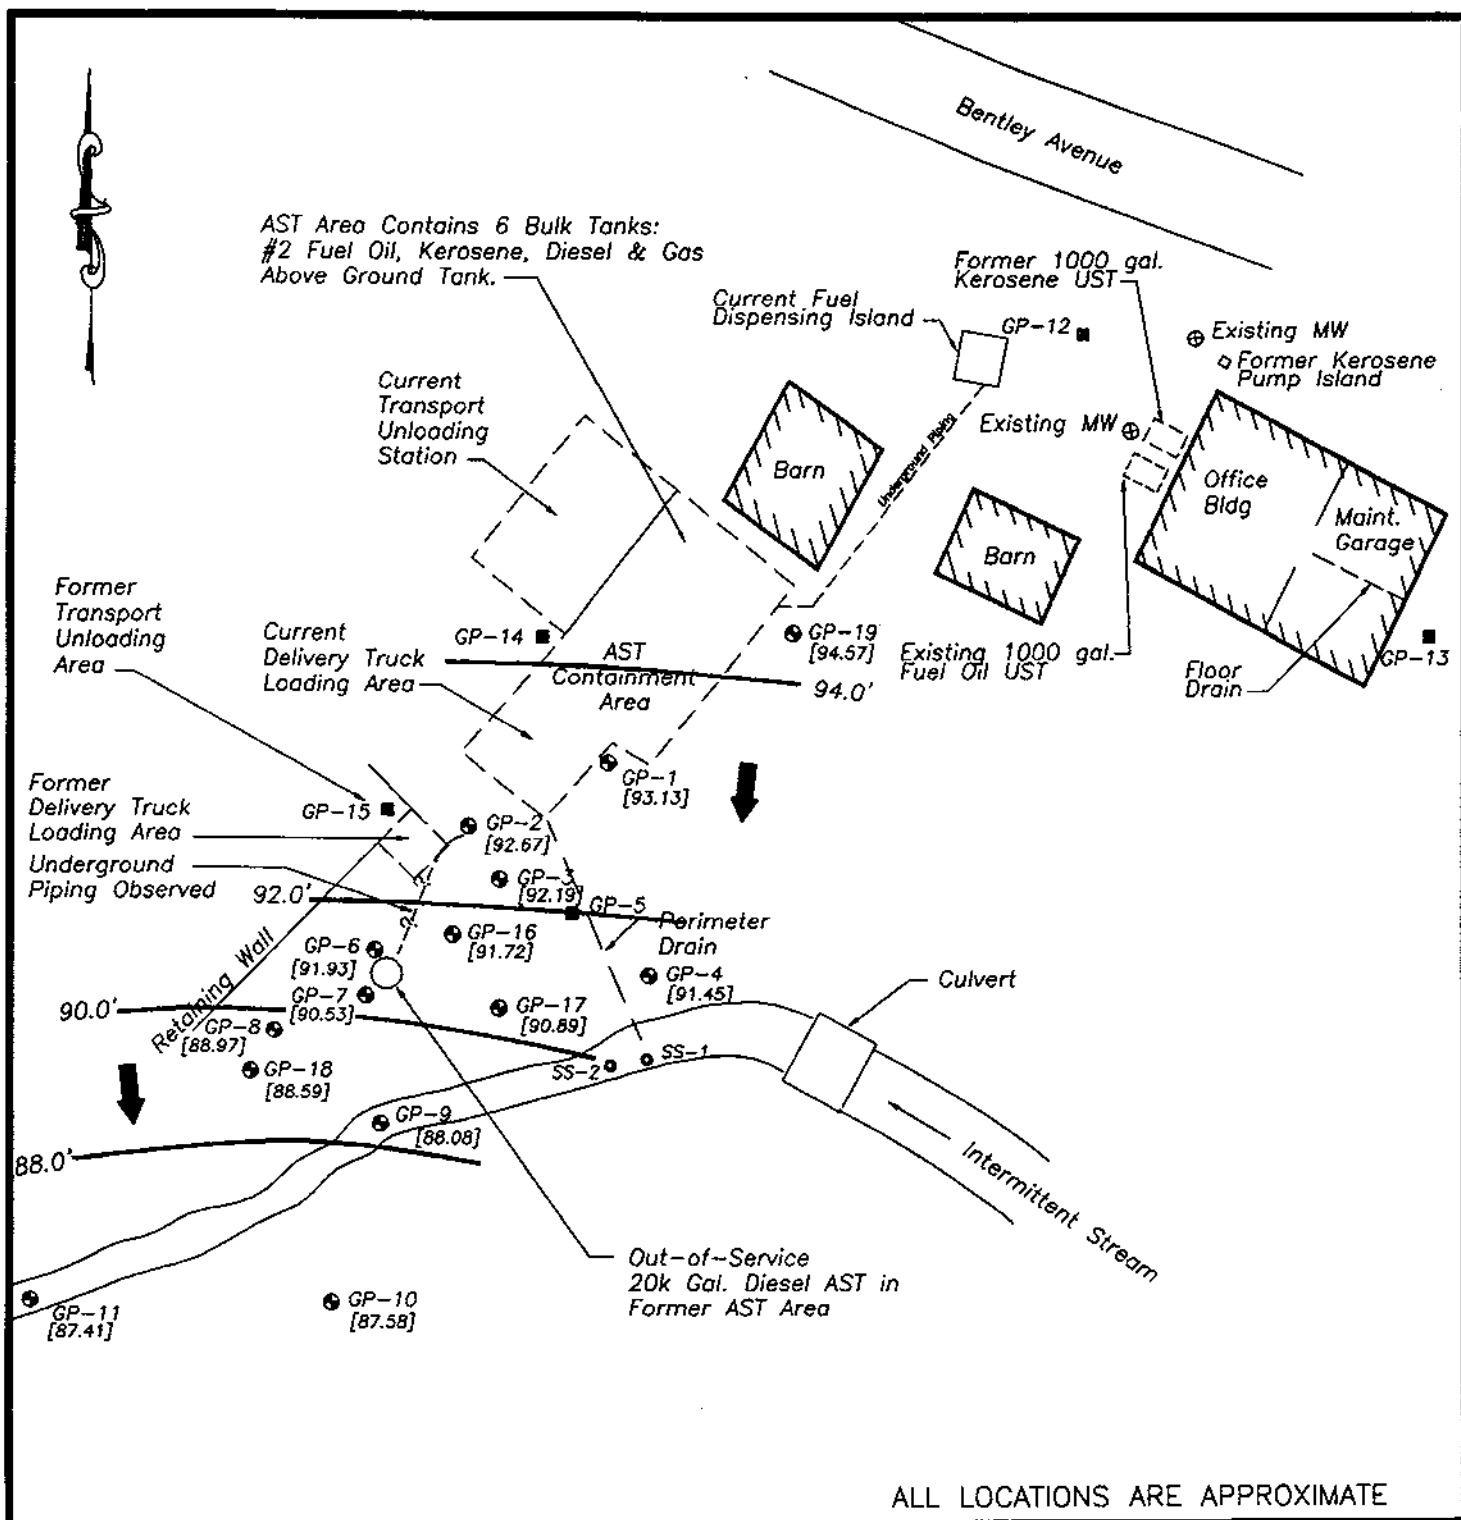 Bentley Avenue
AST Area Contains 6 Bulk Tanks:
#2 Fuel Oil, Kerosene, Diesel & Gas
Above Ground Tank.
Former 1000 gal.
Kerosene UST
Current Fuel
Dispensing Island
GP-12
Existing MW
Former Kerosene
Pump Island
Current
Transport
Unloading
Station
Underground Piping
Existing MW
Barn
Office
Bldg
Maint.
Garage
Barn
Former
Transport
Unloading
Area
GP-14
Current
Delivery Truck
Loading Area
AST
Containment
Area
GP-19
[94.57]
94.0'
Existing 1000 gal.
Fuel Oil UST
Floor
Drain
GP-13
Former
Delivery Truck
Loading Area
GP-15
GP-1
[93.13]
GP-2
[92.67]
Underground
Piping Observed
?
?
92.0'
GP-3
[92.19]
GP-5
Perimeter
Drain
GP-16
[91.72]
GP-6
[91.93]
Retaining Wall
GP-4
[91.45]
Culvert
GP-7
[90.53]
GP-17
[90.89]
90.0'
GP-8
[88.97]
SS-1
SS-2
GP-18
[88.59]
GP-9
[88.08]
88.0'
Intermittent Stream
Out-of-Service
20k Gal. Diesel AST in
Former AST Area
GP-11
[87.41]
GP-10
[87.58]
ALL LOCATIONS ARE APPROXIMATE